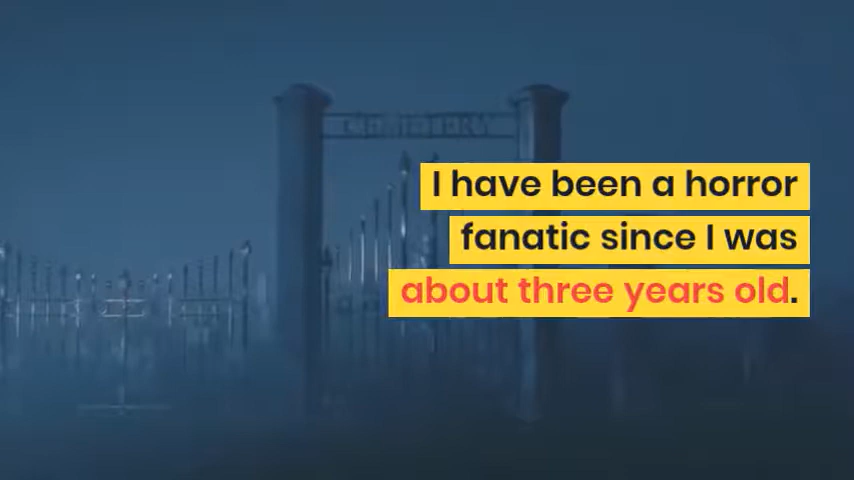 CEMETERY
I have been a horror
fanatic since I was
about three years old.